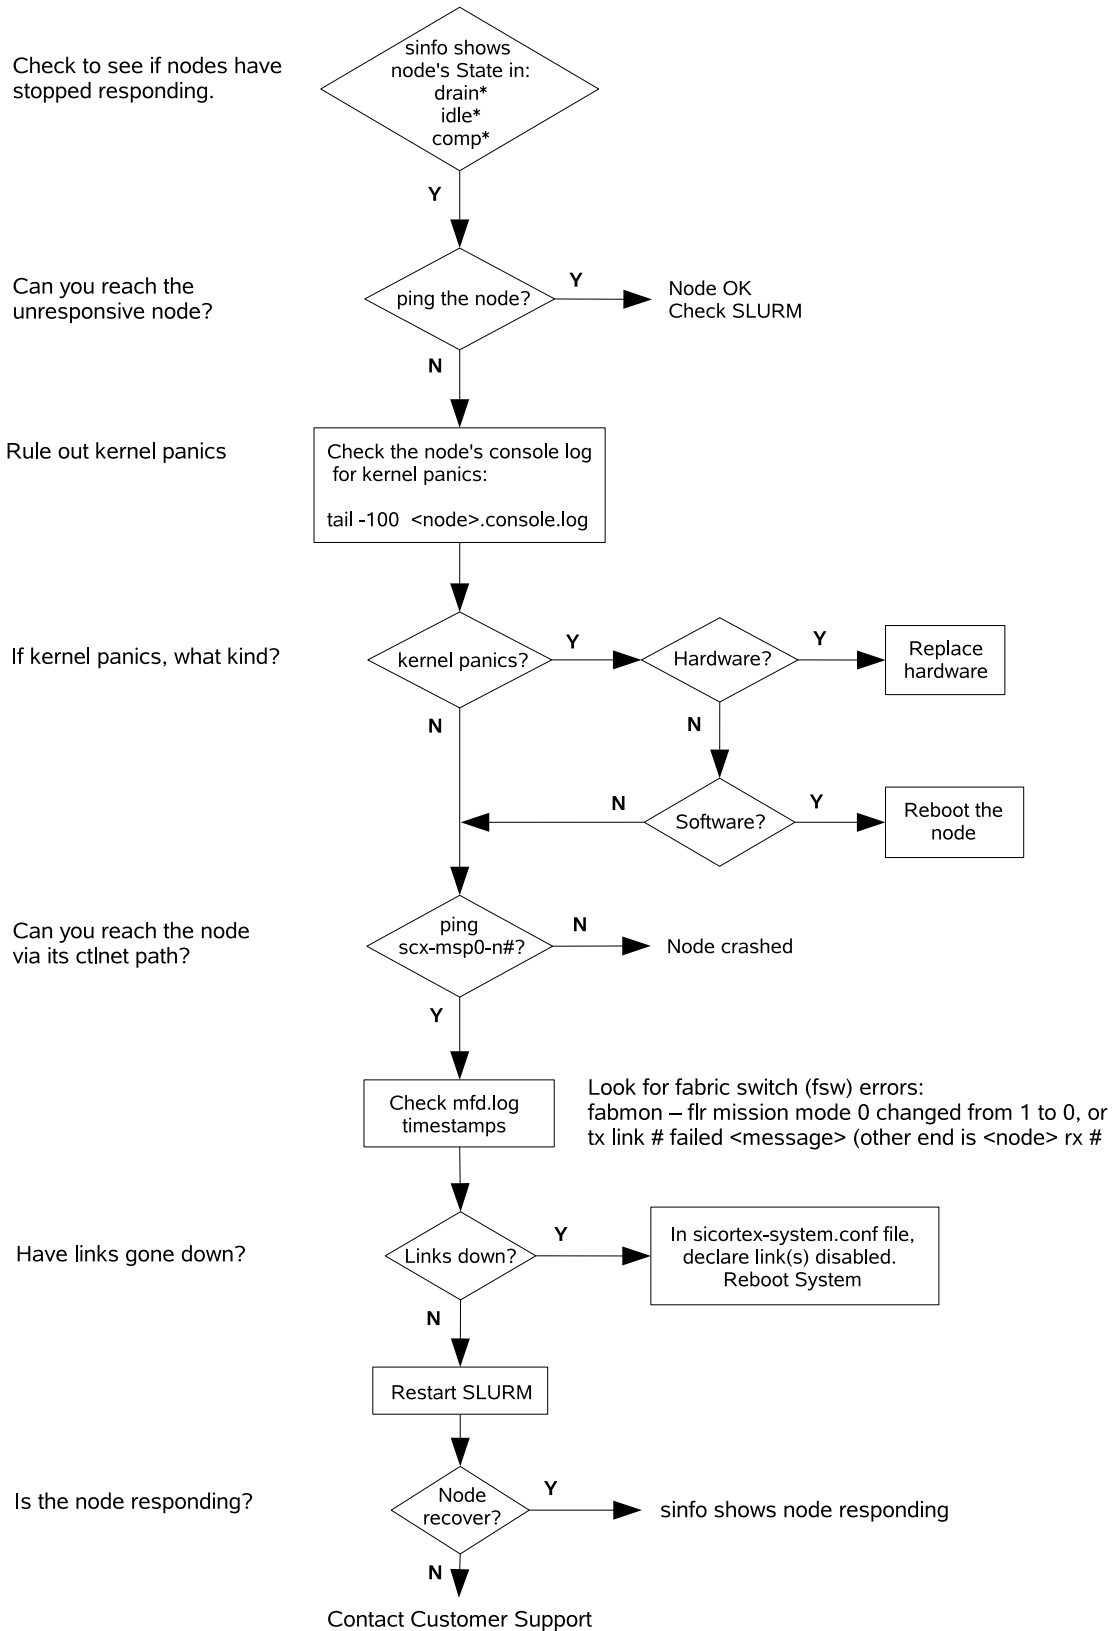 sinfo shows
node's State in:
drain*
idle*
comp*
Check to see if nodes have
stopped responding.
Y
Can you reach the
unresponsive node?
ping the node?
Y
Node OK
Check SLURM
N
Rule out kernel panics
Check the node's console log
for kernel panics:
tail -100 <node>.console.log
If kernel panics, what kind?
kernel panics?
Y
Hardware?
Y
Replace
hardware
N
N
N
Software?
Y
Reboot the
node
Can you reach the node
via its ctlnet path?
ping
scx-msp0-n#?
N
Node crashed
Y
Check mfd.log
timestamps
Look for fabric switch (fsw) errors:
fabmon – flr mission mode 0 changed from 1 to 0, or
tx link # failed <message> (other end is <node> rx #
Have links gone down?
Links down?
Y
In sicortex-system.conf file,
declare link(s) disabled.
Reboot System
N
Restart SLURM
Is the node responding?
Node
recover?
Y
sinfo shows node responding
N
Contact Customer Support